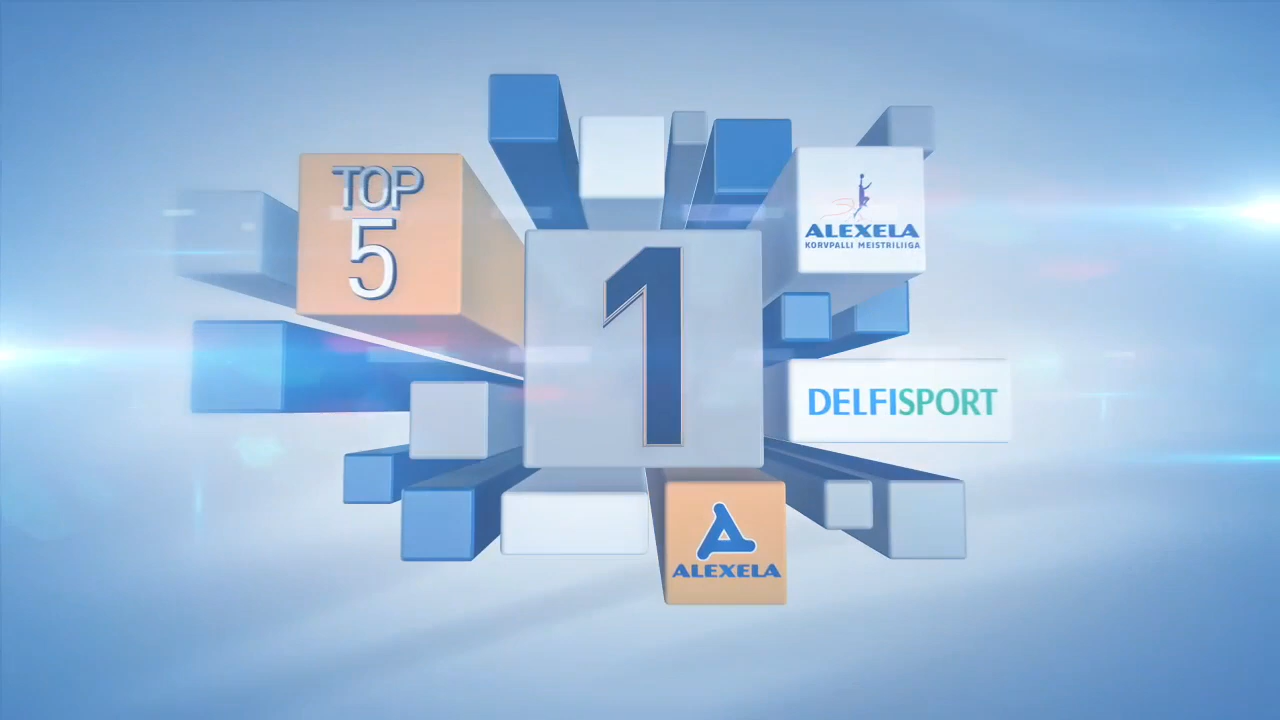 TOP
5
1
ALEXELA
KORVPALLI MEISTRILIIGA
DELFISPORT
ALEXELA